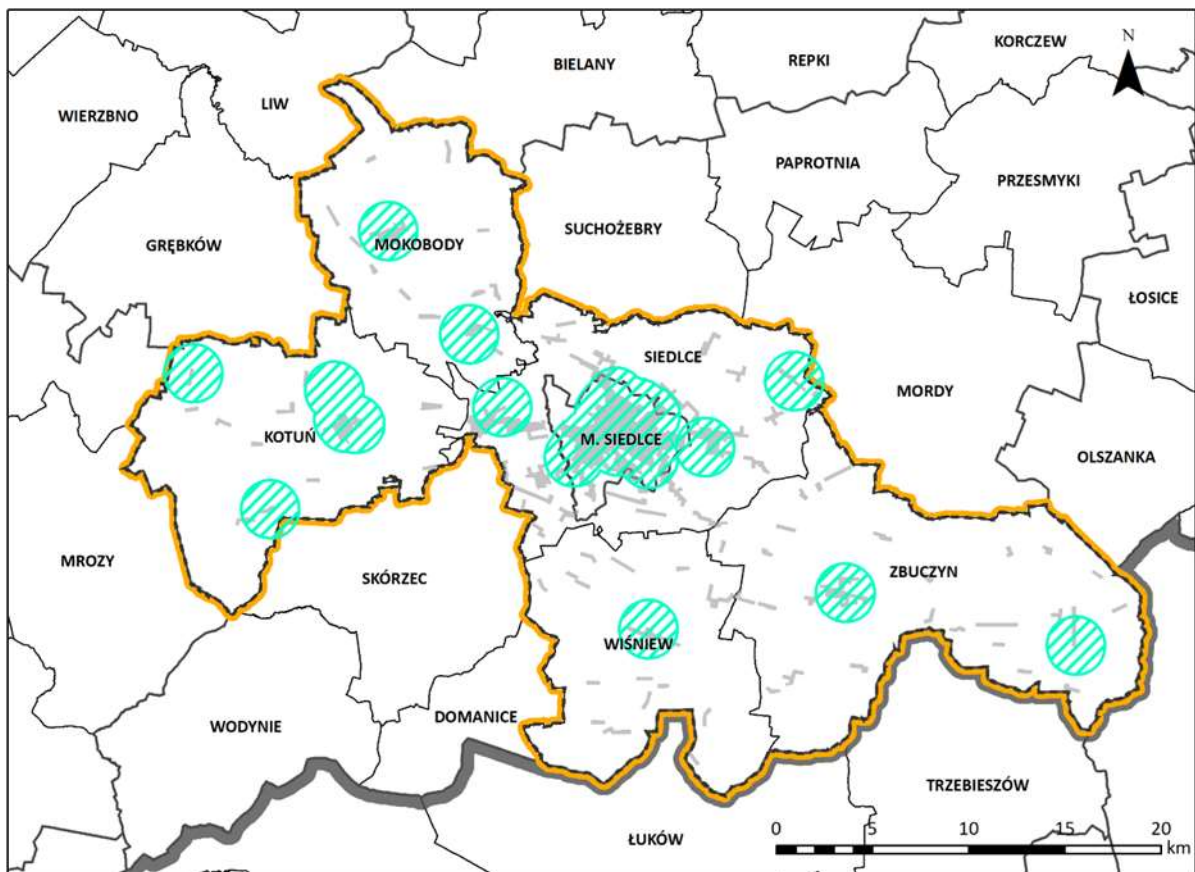 KORCZEW
N
BIELANY
REPKI
LIW
WIERZBNO
PAPROTNIA
PRZESMYKI
SUCHOŻEBRY
GRĘBKÓW
MOKOBODY
ŁOSICE
SIEDLCE
MORDY
KOTUŃ
M. SIEDLCE
OLSZANKA
MROZY
SKÓRZEC
ZBUCZYN
WIŚNIEW
WODYNIE
DOMANICE
TRZEBIESZÓW
ŁUKÓW
0 5 10 15 20
km